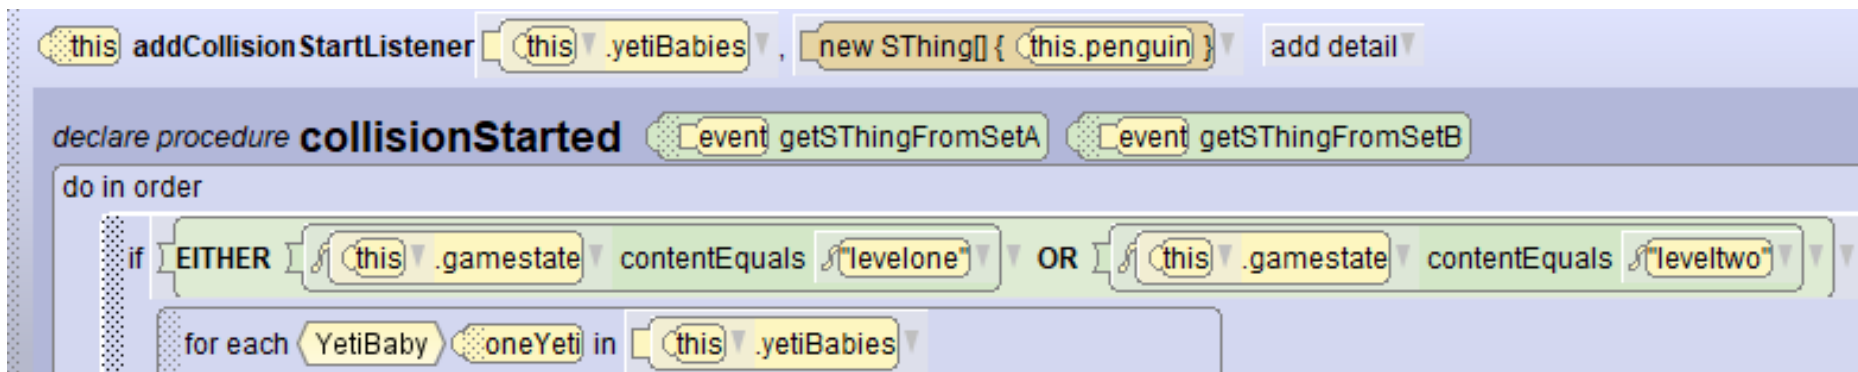 this addCollisionStartListener this .yetiBabies , new SThing[] { this.penguin } add detail
declare procedure collisionStarted event getSThingFromSetA event getSThingFromSetB
do in order
if EITHER this .gamestate contentEquals "levelone" OR this .gamestate contentEquals "leveltwo"
for each YetiBaby oneYeti in this .yetiBabies